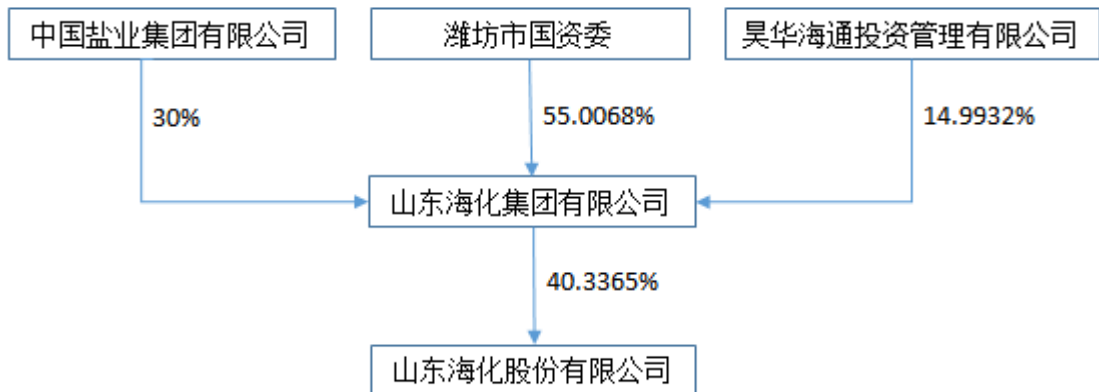 中国盐业集团有限公司
潍坊市国资委
昊华海通投资管理有限公司
30%
55.0068%
14.9932%
山东海化集团有限公司
40.3365%
山东海化股份有限公司